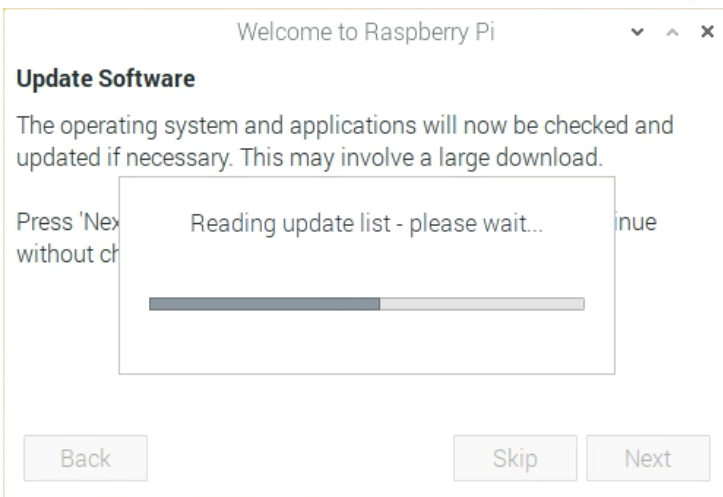 Welcome to Raspberry Pi
Update Software
The operating system and applications will now be checked and
updated if necessary. This may involve a large download.
Press 'Nex
inue
without ch
Reading update list - please wait...
Back
Skip
Next